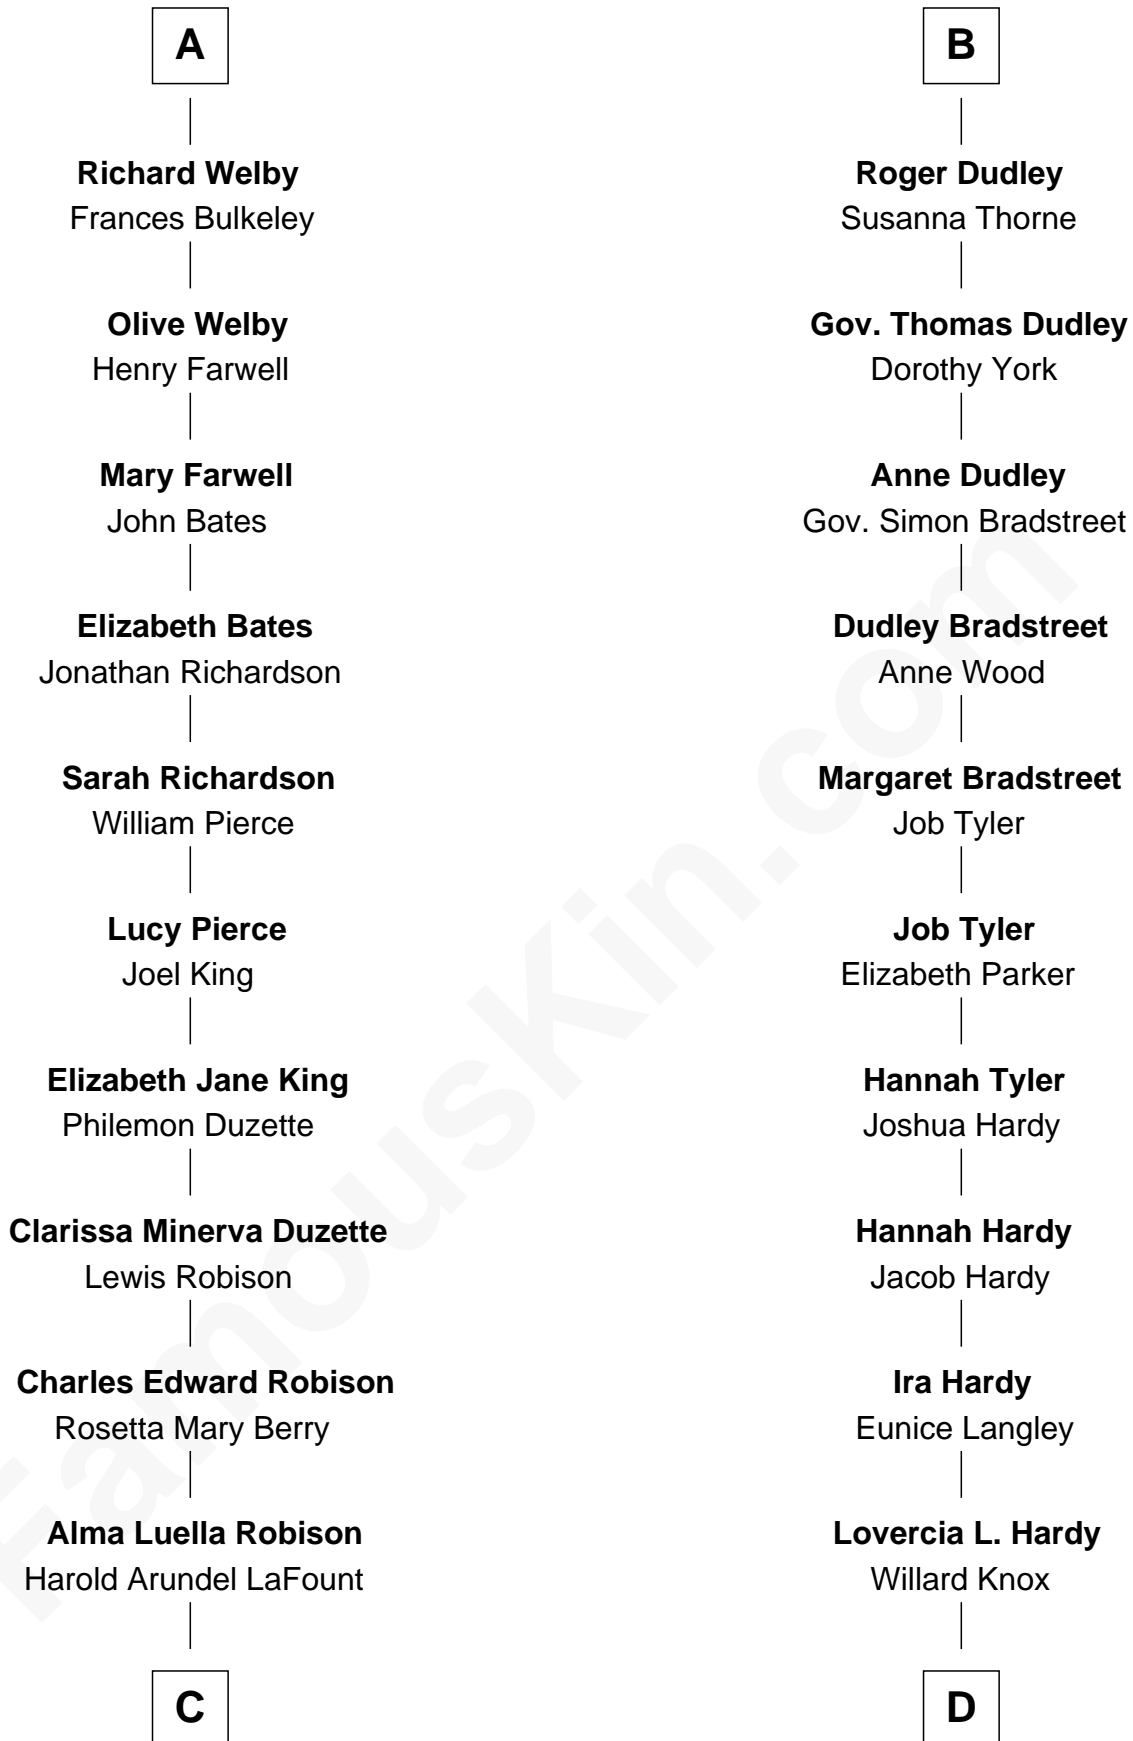 A
Richard Welby
Frances Bulkeley
Olive Welby
Henry Farwell
Mary Farwell
John Bates
Elizabeth Bates
Jonathan Richardson
Sarah Richardson
William Pierce
Lucy Pierce
Joel King
Elizabeth Jane King
Philemon Duzette
Clarissa Minerva Duzette
Lewis Robison
Charles Edward Robison
Rosetta Mary Berry
Alma Luella Robison
Harold Arundel LaFount
C
B
Roger Dudley
Susanna Thorne
Gov. Thomas Dudley
Dorothy York
Anne Dudley
Gov. Simon Bradstreet
Dudley Bradstreet
Anne Wood
Margaret Bradstreet
Job Tyler
Job Tyler
Elizabeth Parker
Hannah Tyler
Joshua Hardy
Hannah Hardy
Jacob Hardy
Ira Hardy
Eunice Langley
Lovercia L. Hardy
Willard Knox
D
FamousKin.com